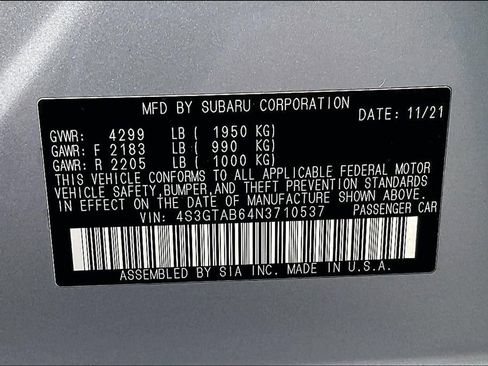 MFD BY SUBARU CORPORATION DATE: 11/21
GVWR: 4299 LB ( 1950 KG)
GAWR: F 2183 LB ( 990 KG)
GAWR: R 2205 LB ( 1000 KG)
THIS VEHICLE CONFORMS TO ALL APPLICABLE FEDERAL MOTOR
VEHICLE SAFETY,BUMPER,AND THEFT PREVENTION STANDARDS
IN EFFECT ON THE DATE OF MANUFACTURE SHOWN ABOVE.
VIN: 4S3GTAB64N3710537 PASSENGER CAR
ASSEMBLED BY SIA INC. MADE IN U.S.A.